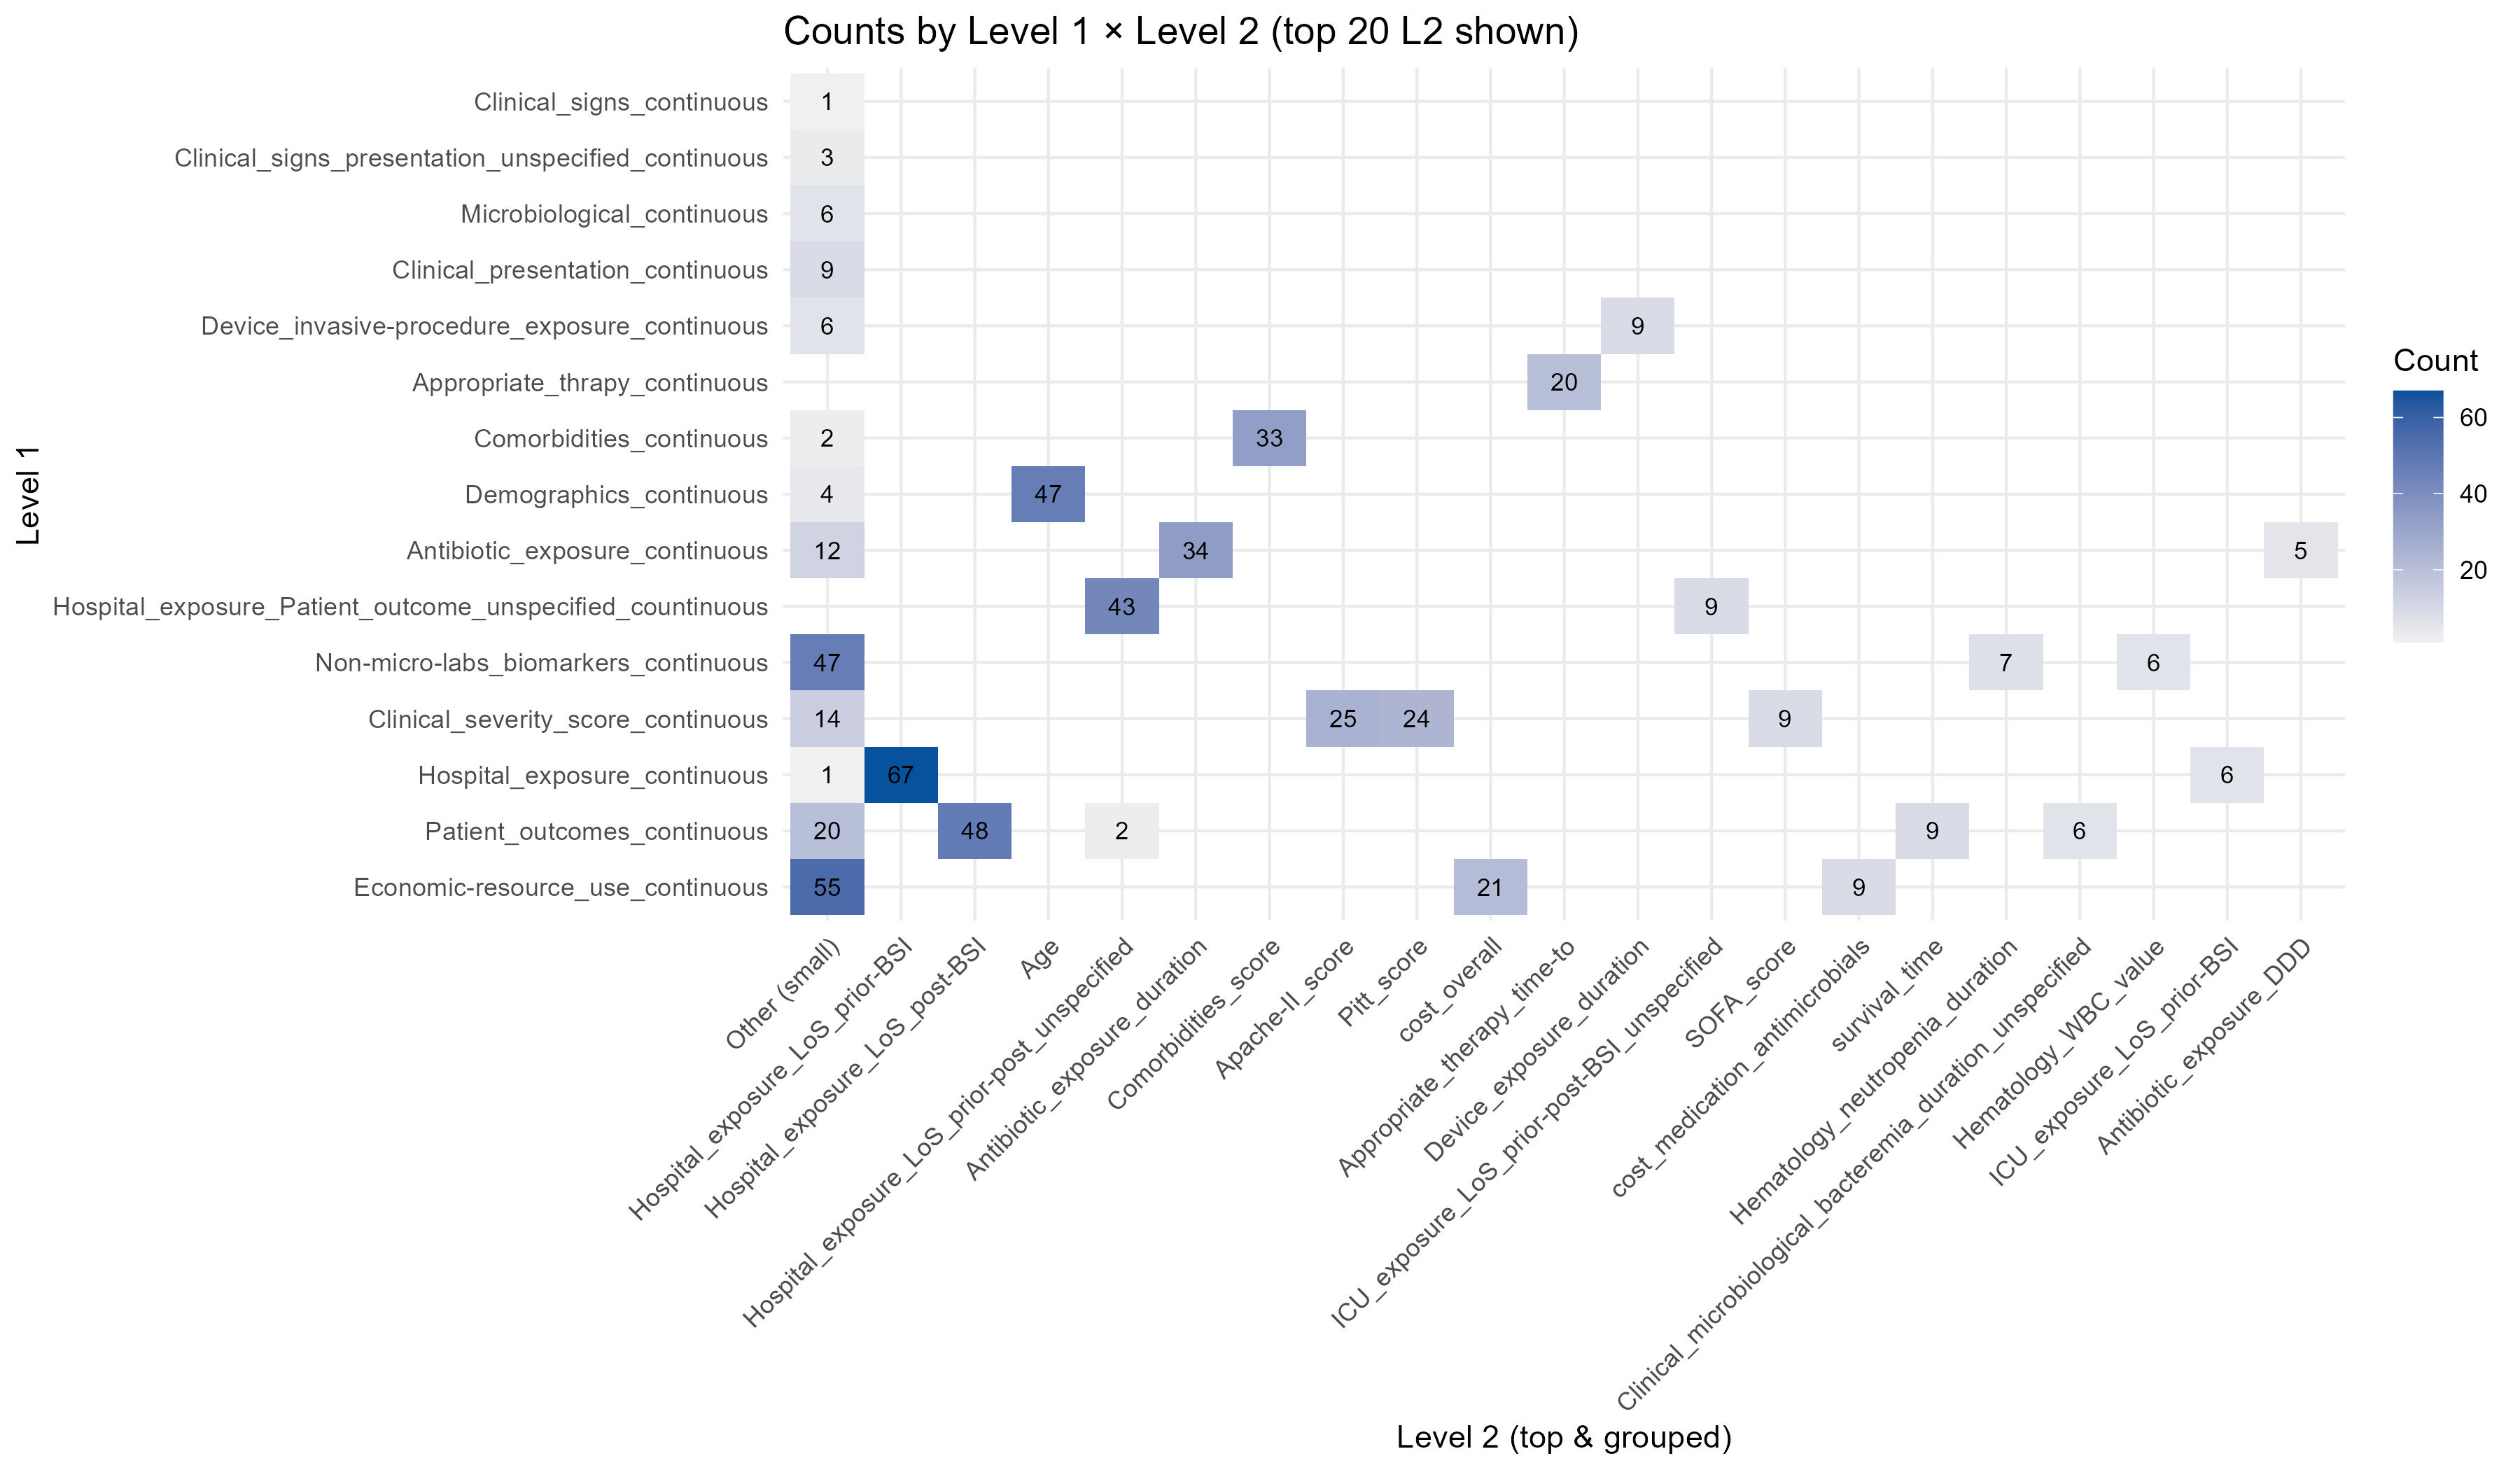 Counts by Level 1 × Level 2 (top 20 L2 shown)
Level 1
Clinical_signs_continuous 1
Clinical_signs_presentation_unspecified_continuous 3
Microbiological_continuous 6
Clinical_presentation_continuous 9
Device_invasive-procedure_exposure_continuous 6 9
Appropriate_thrapy_continuous 20
Comorbidities_continuous 2 33
Demographics_continuous 4 47
Antibiotic_exposure_continuous 12 34 5
Hospital_exposure_Patient_outcome_unspecified_countinuous 43 9
Non-micro-labs_biomarkers_continuous 47 7 6
Clinical_severity_score_continuous 14 25 24 9
Hospital_exposure_continuous 1 67 6
Patient_outcomes_continuous 20 48 2 9 6
Economic-resource_use_continuous 55 21 9
Other (small)
Hospital_exposure_LoS_prior-BSI
Hospital_exposure_LoS_post-BSI
Age
Hospital_exposure_LoS_prior-post_unspecified
Antibiotic_exposure_duration
Comorbidities_score
Apache-II_score
Pitt_score
cost_overall
Appropriate_therapy_time-to
Device_exposure_duration
ICU_exposure_LoS_prior-post-BSI_unspecified
SOFA_score
cost_medication_antimicrobials
survival_time
Hematology_neutropenia_duration
Clinical_microbiological_bacteremia_duration_unspecified
Hematology_WBC_value
ICU_exposure_LoS_prior-BSI
Antibiotic_exposure_DDD
Level 2 (top & grouped)
Count
60
40
20